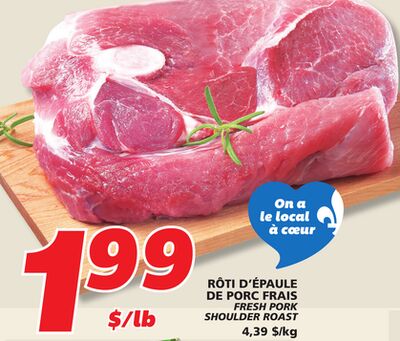 On a
le local
à cœur
1.99
$/lb
RÔTI D'ÉPAULE
DE PORC FRAIS
FRESH PORK
SHOULDER ROAST
4,39 $/kg